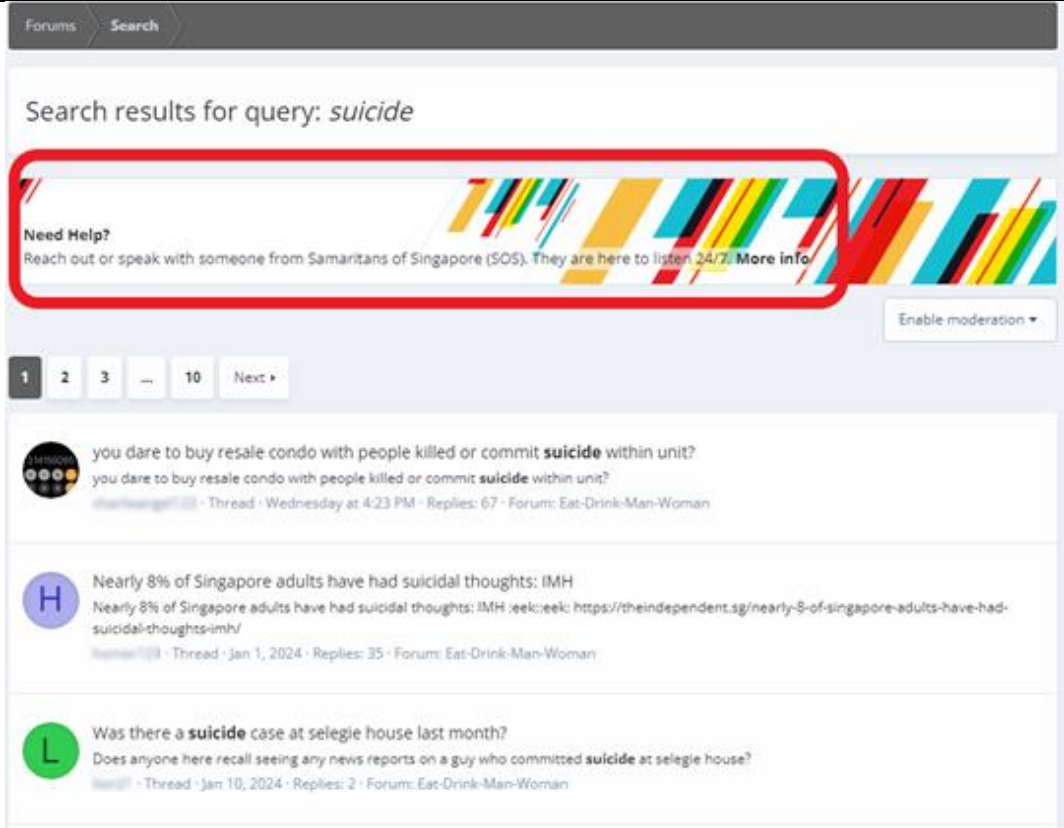 Forums Search
Search results for query: suicide
Need Help?
Reach out or speak with someone from Samaritans of Singapore (SOS). They are here to listen 24/7. More info
Enable moderation
1 2 3 ... 10 Next
you dare to buy resale condo with people killed or commit suicide within unit?
you dare to buy resale condo with people killed or commit suicide within unit?
· Thread · Wednesday at 4:23 PM · Replies: 67 · Forum: Eat-Drink-Man-Woman
H
Nearly 8% of Singapore adults have had suicidal thoughts: IMH
Nearly 8% of Singapore adults have had suicidal thoughts: IMH :eek::eek: https://theindependent.sg/nearly-8-of-singapore-adults-have-had-
suicidal-thoughts-imh/
· Thread · Jan 1, 2024 · Replies: 35 · Forum: Eat-Drink-Man-Woman
L
Was there a suicide case at selegie house last month?
Does anyone here recall seeing any news reports on a guy who committed suicide at selegie house?
· Thread · Jan 10, 2024 · Replies: 2 · Forum: Eat-Drink-Man-Woman